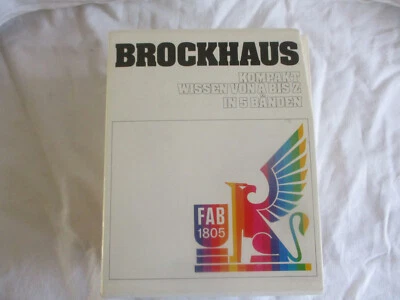 BROCKHAUS
KOMPAKT
WISSEN VON A BIS Z
IN 5 BÄNDEN
FAB
1805